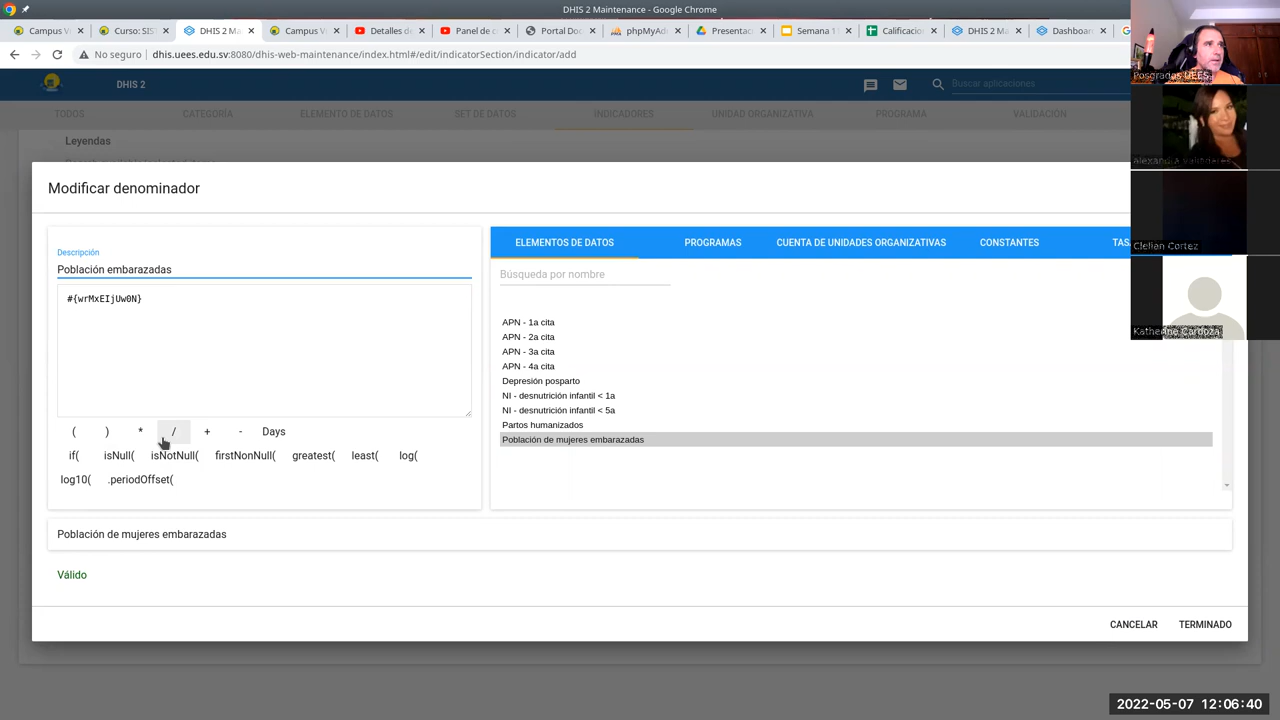 DHIS 2 Maintenance - Google Chrome
Campus V
Curso: SIS
DHIS 2 Ma
Campus V
Detalles de
Panel de c
Portal Doc
phpMyAd
Presentac
Semana 1
Calificacio
DHIS 2 Ma
Dashboar
No seguro
dhis.uees.edu.sv:8080/dhis-web-maintenance/index.html#/edit/indicatorSection/indicator/add
DHIS 2
Buscar aplicaciones
TODOS
CATEGORÍA
ELEMENTO DE DATOS
SET DE DATOS
INDICADORES
UNIDAD ORGANIZATIVA
PROGRAMA
VALIDACIÓN
Leyendas
Modificar denominador
Descripción
Población embarazadas
#{wrMxEIjUw0N}
( ) * / + - Days
if( isNull( isNotNull( firstNonNull( greatest( least( log(
log10( .periodOffset(
ELEMENTOS DE DATOS
PROGRAMAS
CUENTA DE UNIDADES ORGANIZATIVAS
CONSTANTES
TAS
Búsqueda por nombre
APN - 1a cita
APN - 2a cita
APN - 3a cita
APN - 4a cita
Depresión posparto
NI - desnutrición infantil < 1a
NI - desnutrición infantil < 5a
Partos humanizados
Población de mujeres embarazadas
Población de mujeres embarazadas
Válido
CANCELAR
TERMINADO
Posgrados UEES
Clelian Cortez
Katherine Cardoza
2022-05-07 12:06:40